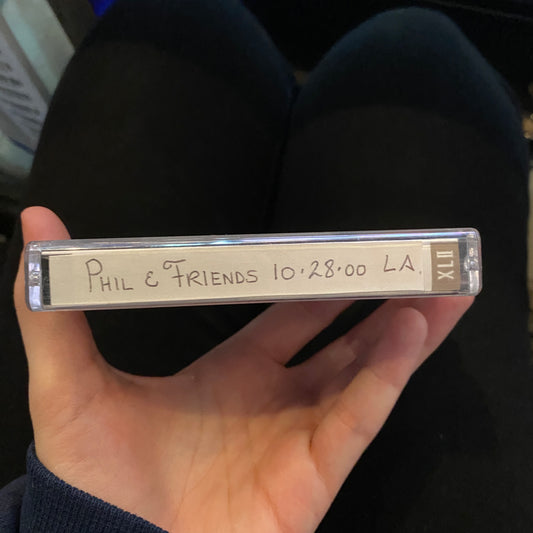 PHIL & FRIENDS 10·28·00 LA.
XLII